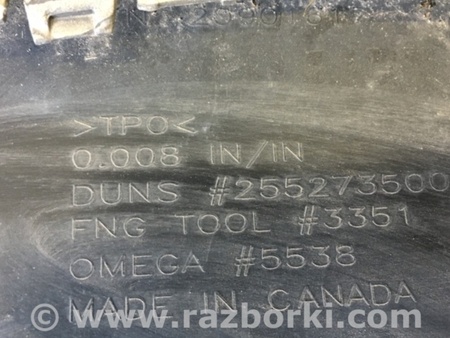 >TPO<
0.008 IN/IN
DUNS #255273500
FNG TOOL #3351
OMEGA #5538
MADE IN CANADA
© www.razborki.com